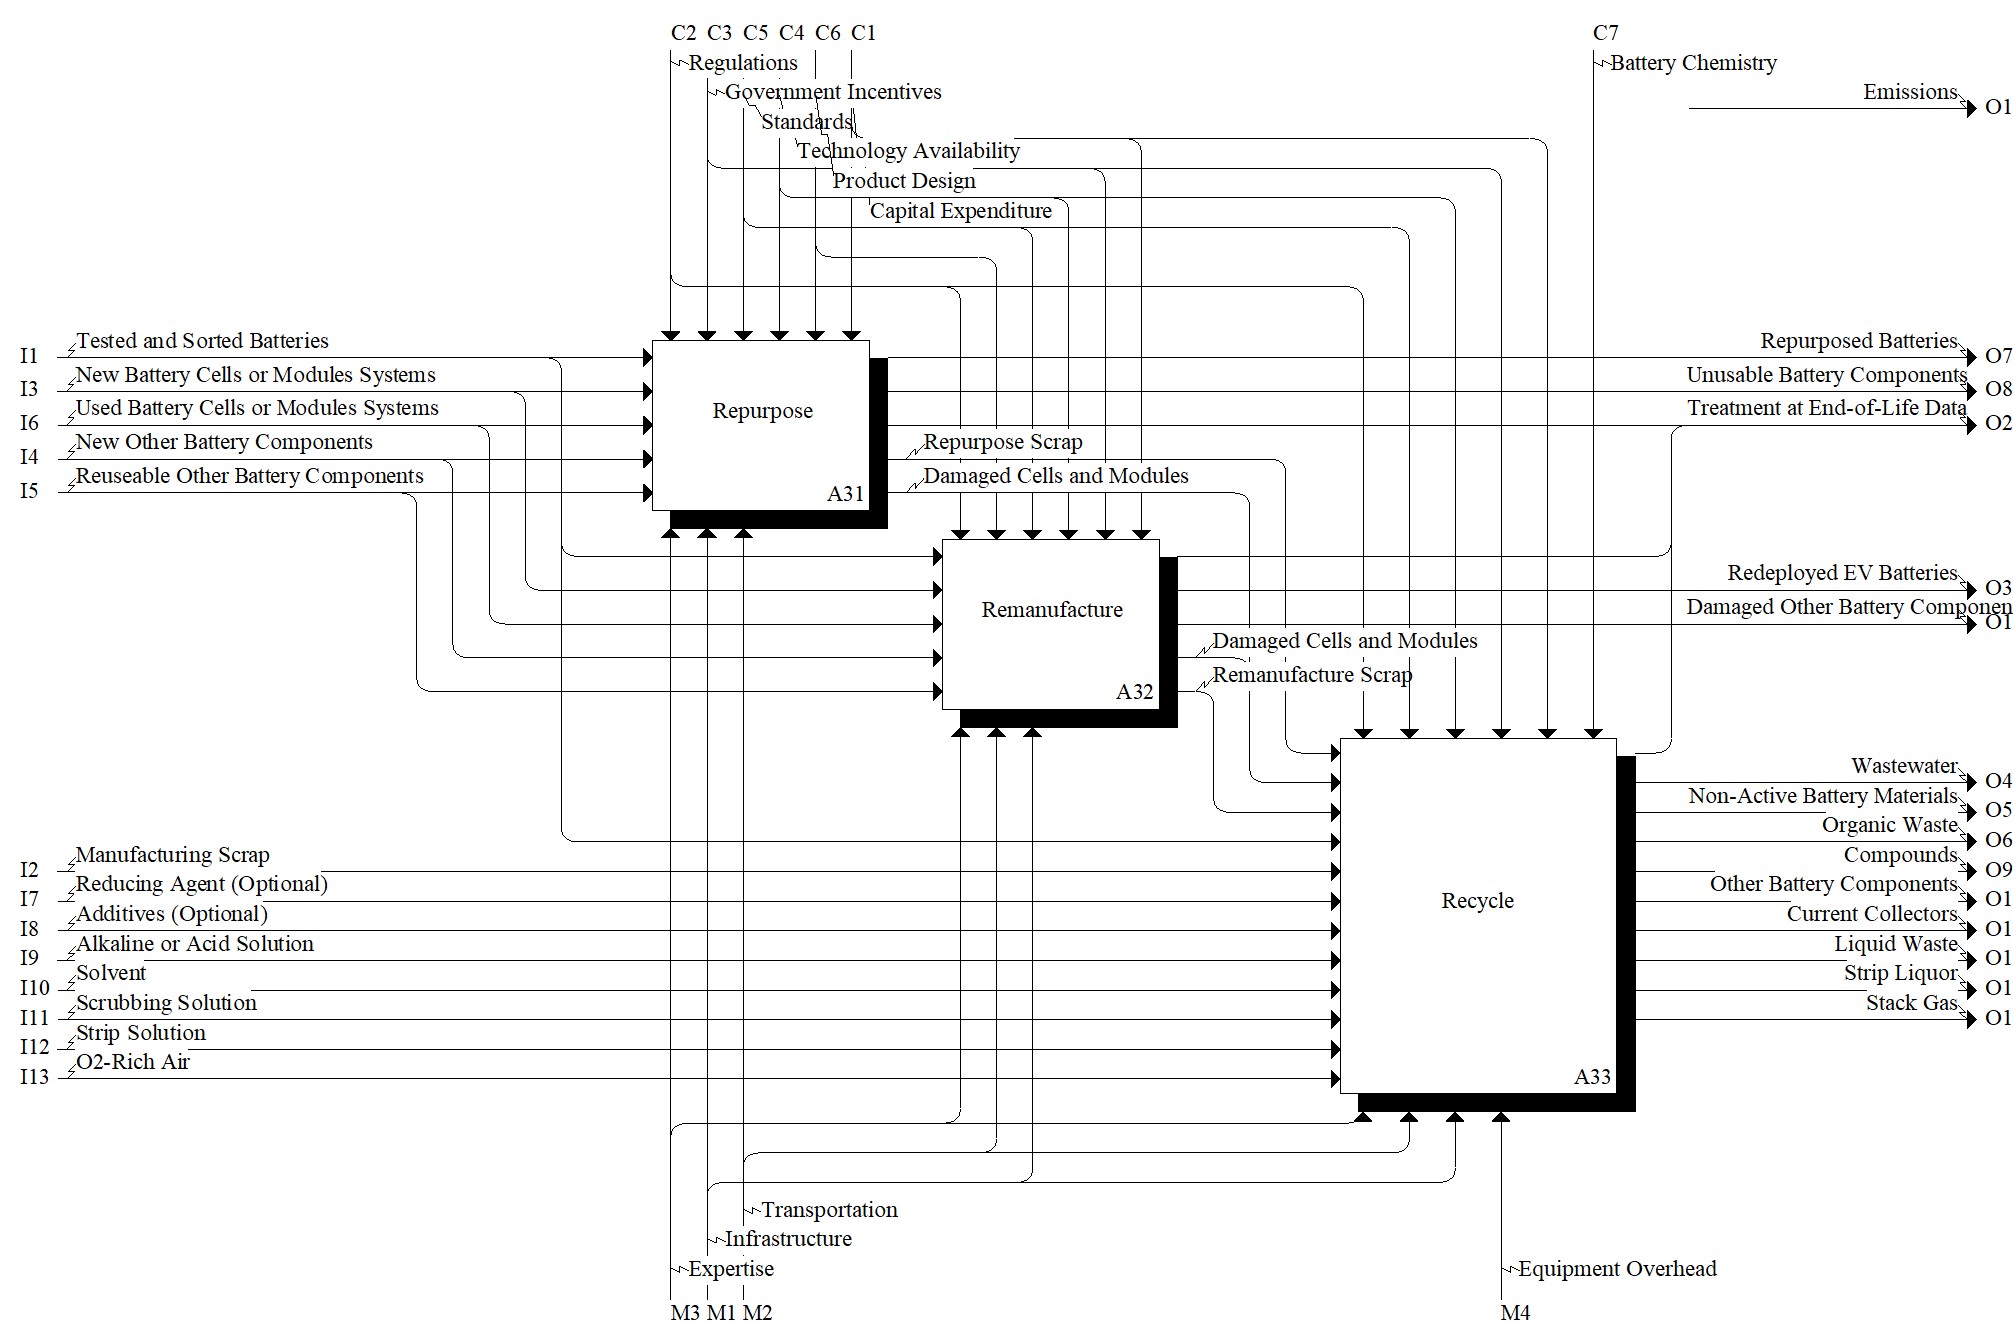 C2 C3 C5 C4 C6 C1 C7
Regulations
Battery Chemistry
Government Incentives
Emissions
O1
Standards
Technology Availability
Product Design
Capital Expenditure
I1 Tested and Sorted Batteries
Repurposed Batteries O7
I3 New Battery Cells or Modules Systems
Unusable Battery Components O8
I6 Used Battery Cells or Modules Systems
Repurpose
Treatment at End-of-Life Data O2
I4 New Other Battery Components
Repurpose Scrap
I5 Reuseable Other Battery Components
Damaged Cells and Modules
A31
Redeployed EV Batteries O3
Remanufacture
Damaged Other Battery Componen O1
Damaged Cells and Modules
Remanufacture Scrap
A32
Wastewater O4
Non-Active Battery Materials O5
Organic Waste O6
I2 Manufacturing Scrap
Compounds O9
I7 Reducing Agent (Optional)
Other Battery Components O1
Recycle
I8 Additives (Optional)
Current Collectors O1
I9 Alkaline or Acid Solution
Liquid Waste O1
I10 Solvent
Strip Liquor O1
I11 Scrubbing Solution
Stack Gas O1
I12 Strip Solution
I13 O2-Rich Air
A33
Transportation
Infrastructure
Expertise
Equipment Overhead
M3 M1 M2 M4